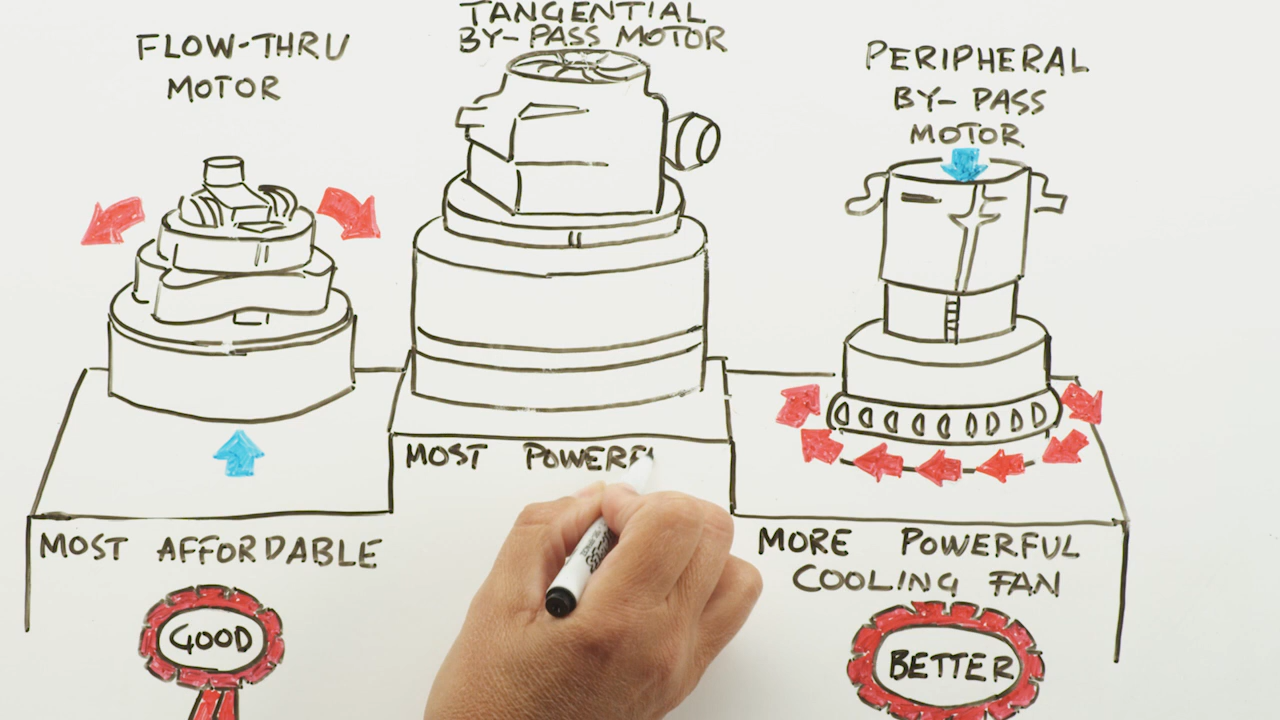 FLOW-THRU
MOTOR
TANGENTIAL
BY-PASS MOTOR
PERIPHERAL
BY-PASS
MOTOR
MOST AFFORDABLE
GOOD
MOST
MORE POWERFUL
COOLING FAN
BETTER